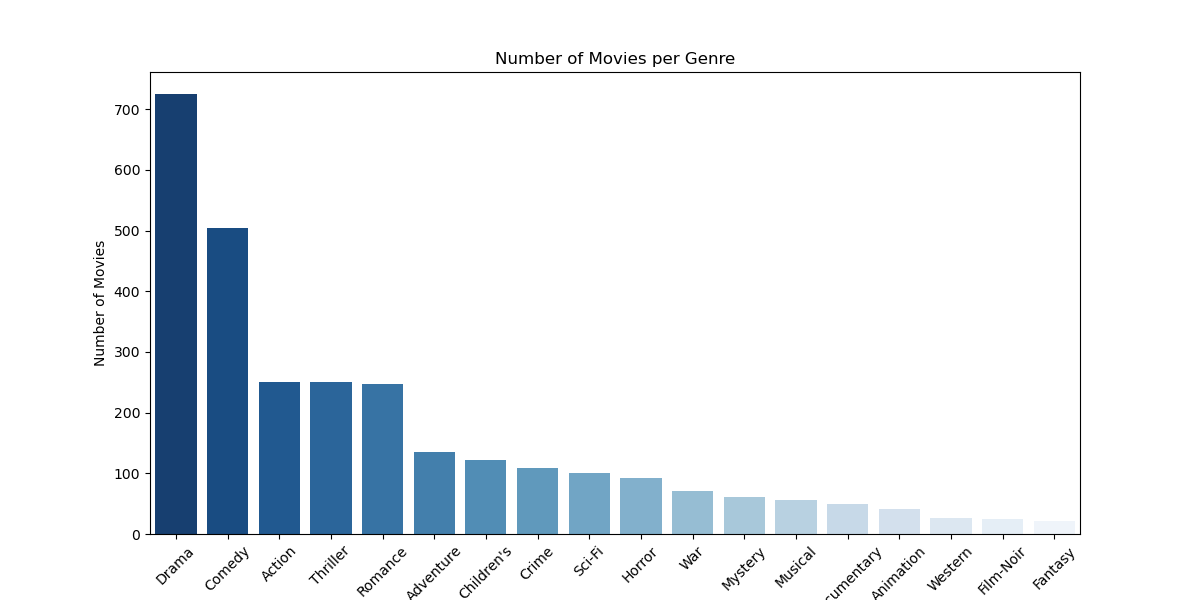 Number of Movies per Genre
Number of Movies
700
600
500
400
300
200
100
0
Drama
Comedy
Action
Thriller
Romance
Adventure
Children's
Crime
Sci-Fi
Horror
War
Mystery
Musical
cumentary
Animation
Western
Film-Noir
Fantasy